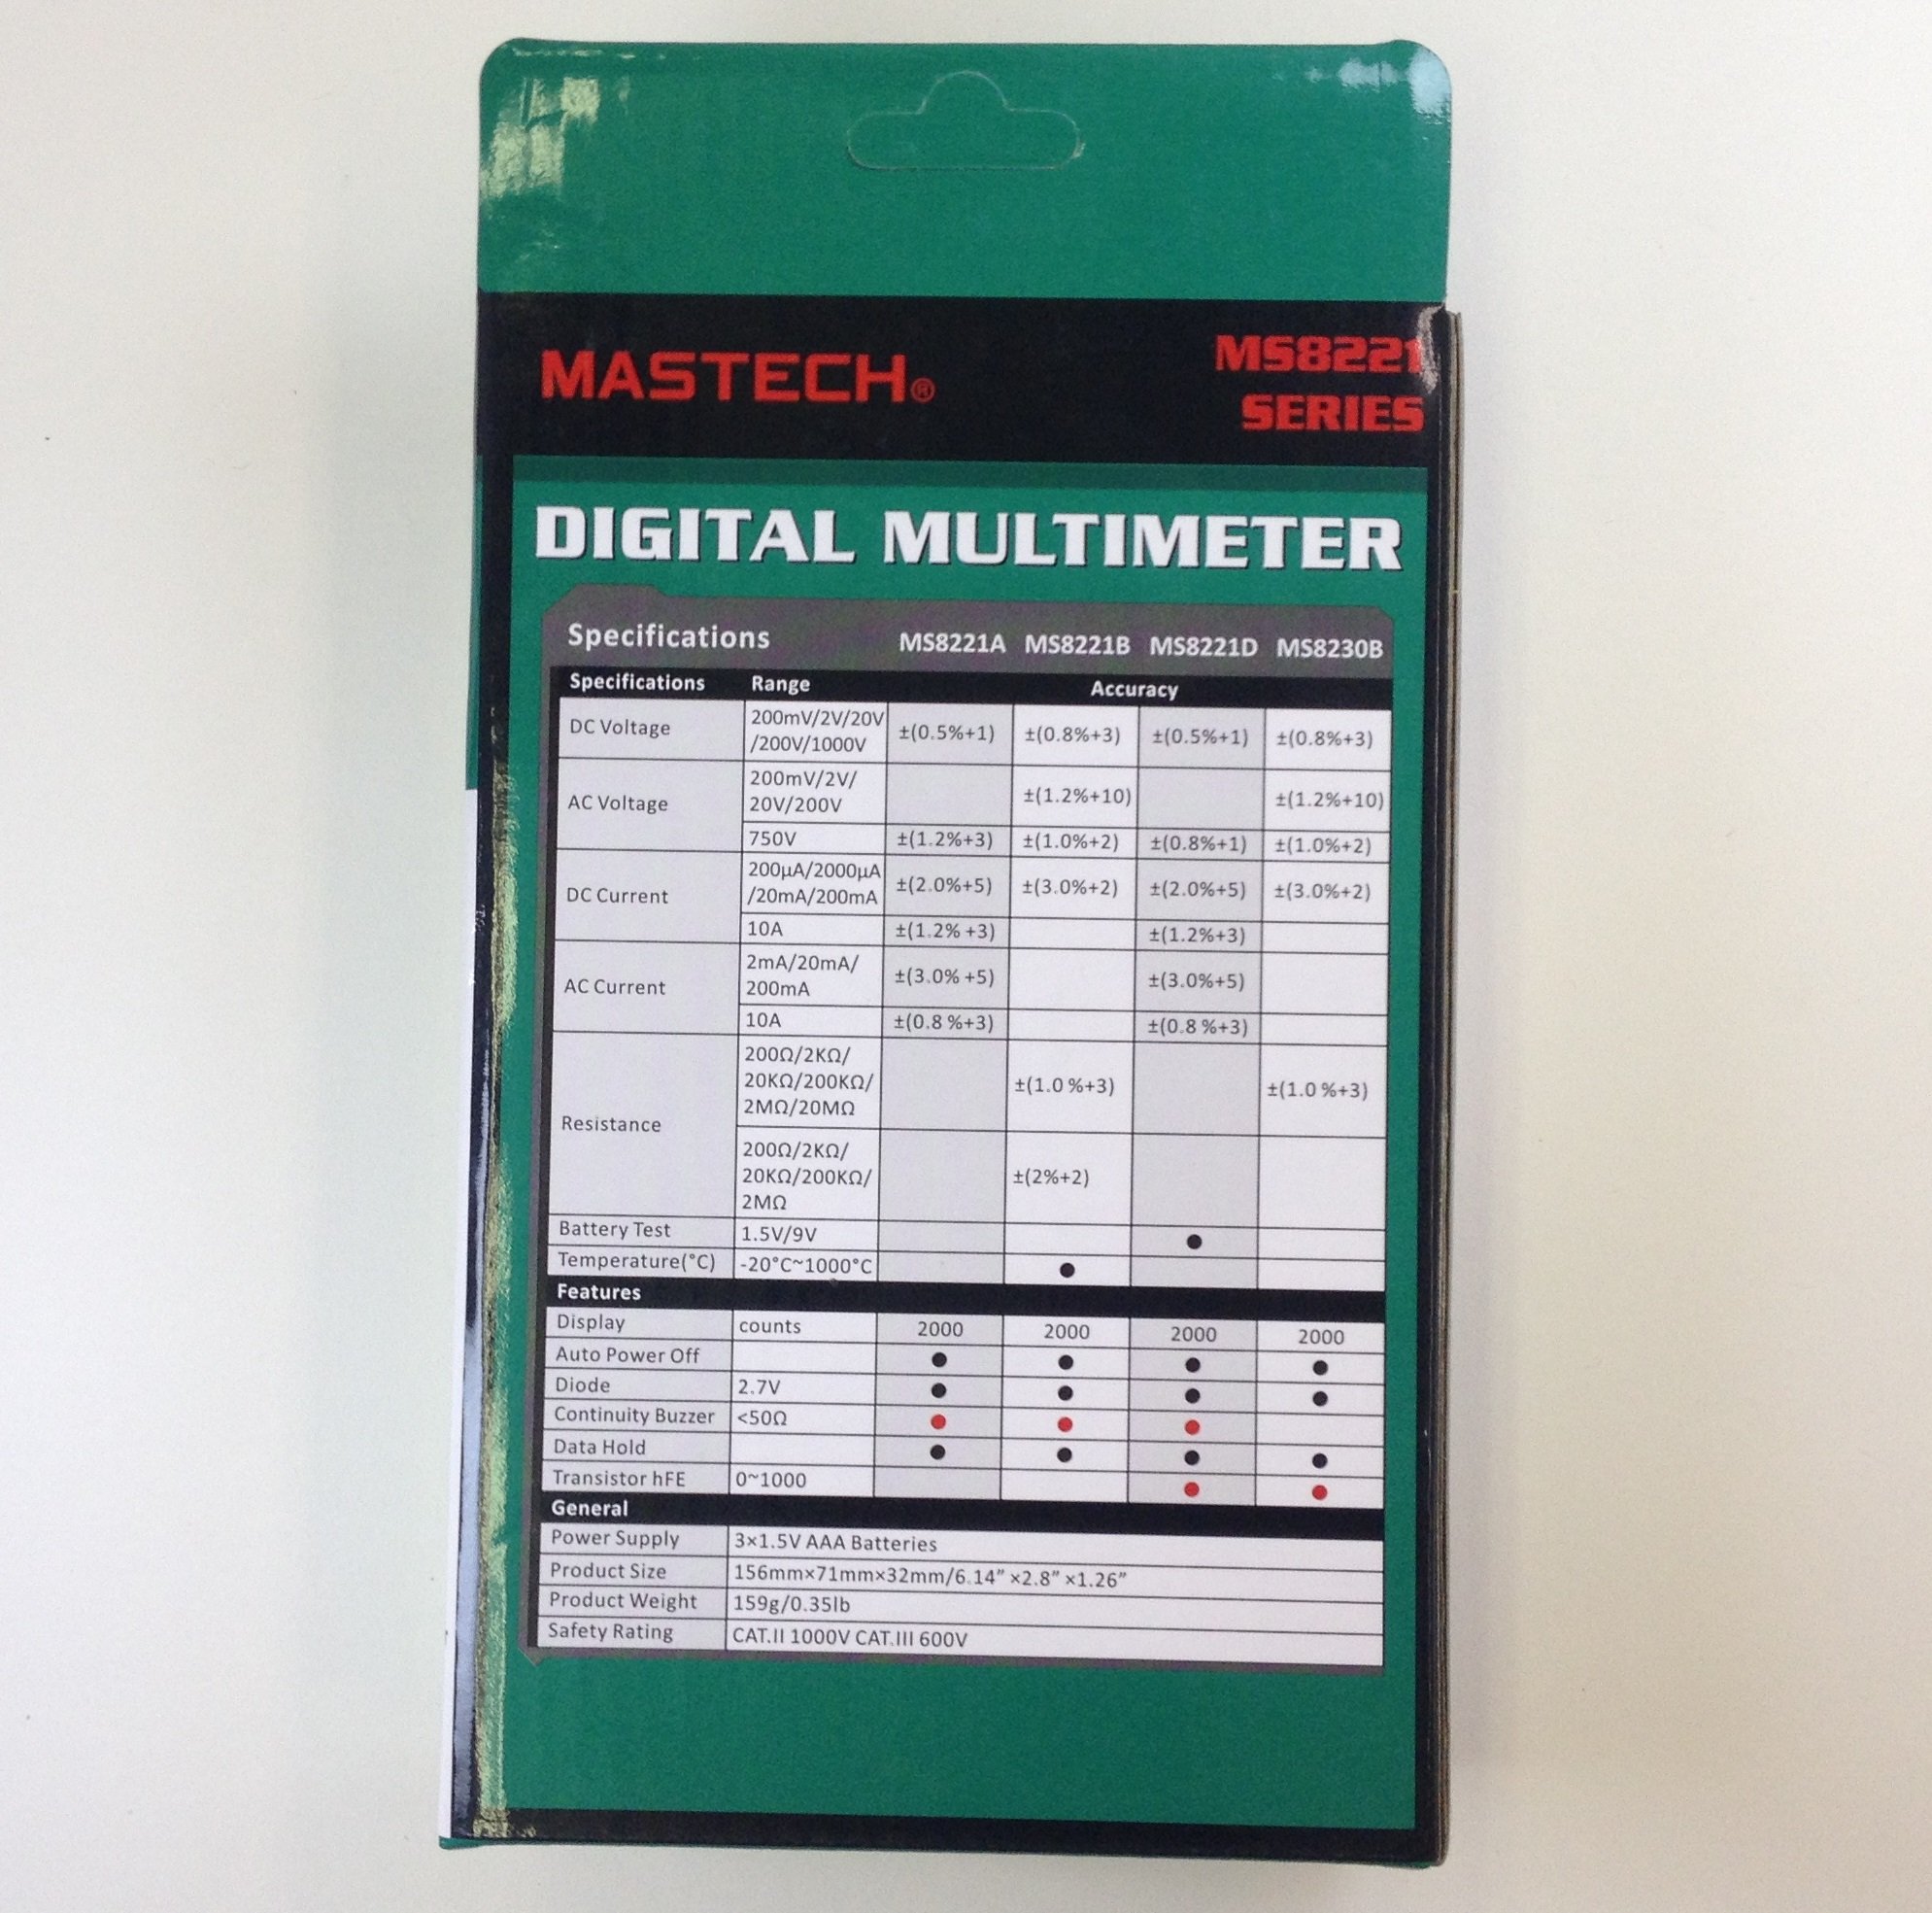 MASTECH®
MS8221
SERIES
DIGITAL MULTIMETER
Specifications MS8221A MS8221B MS8221D MS8230B
Specifications Range Accuracy
DC Voltage 200mV/2V/20V
/200V/1000V ±(0.5%+1) ±(0.8%+3) ±(0.5%+1) ±(0.8%+3)
AC Voltage 200mV/2V/
20V/200V ±(1.2%+10) ±(1.2%+10)
750V ±(1.2%+3) ±(1.0%+2) ±(0.8%+1) ±(1.0%+2)
DC Current 200μA/2000μA
/20mA/200mA ±(2.0%+5) ±(3.0%+2) ±(2.0%+5) ±(3.0%+2)
10A ±(1.2% +3) ±(1.2%+3)
AC Current 2mA/20mA/
200mA ±(3.0% +5) ±(3.0%+5)
10A ±(0.8 %+3) ±(0.8 %+3)
Resistance 200Ω/2KΩ/
20KΩ/200KΩ/
2MΩ/20MΩ ±(1.0 %+3) ±(1.0 %+3)
200Ω/2KΩ/
20KΩ/200KΩ/
2MΩ ±(2%+2)
Battery Test 1.5V/9V ●
Temperature(°C) -20°C~1000°C ●
Features
Display counts 2000 2000 2000 2000
Auto Power Off ● ● ● ●
Diode 2.7V ● ● ● ●
Continuity Buzzer <50Ω ● ● ●
Data Hold ● ● ● ●
Transistor hFE 0~1000 ● ●
General
Power Supply 3×1.5V AAA Batteries
Product Size 156mm×71mm×32mm/6.14” ×2.8” ×1.26”
Product Weight 159g/0.35lb
Safety Rating CAT.II 1000V CAT.III 600V